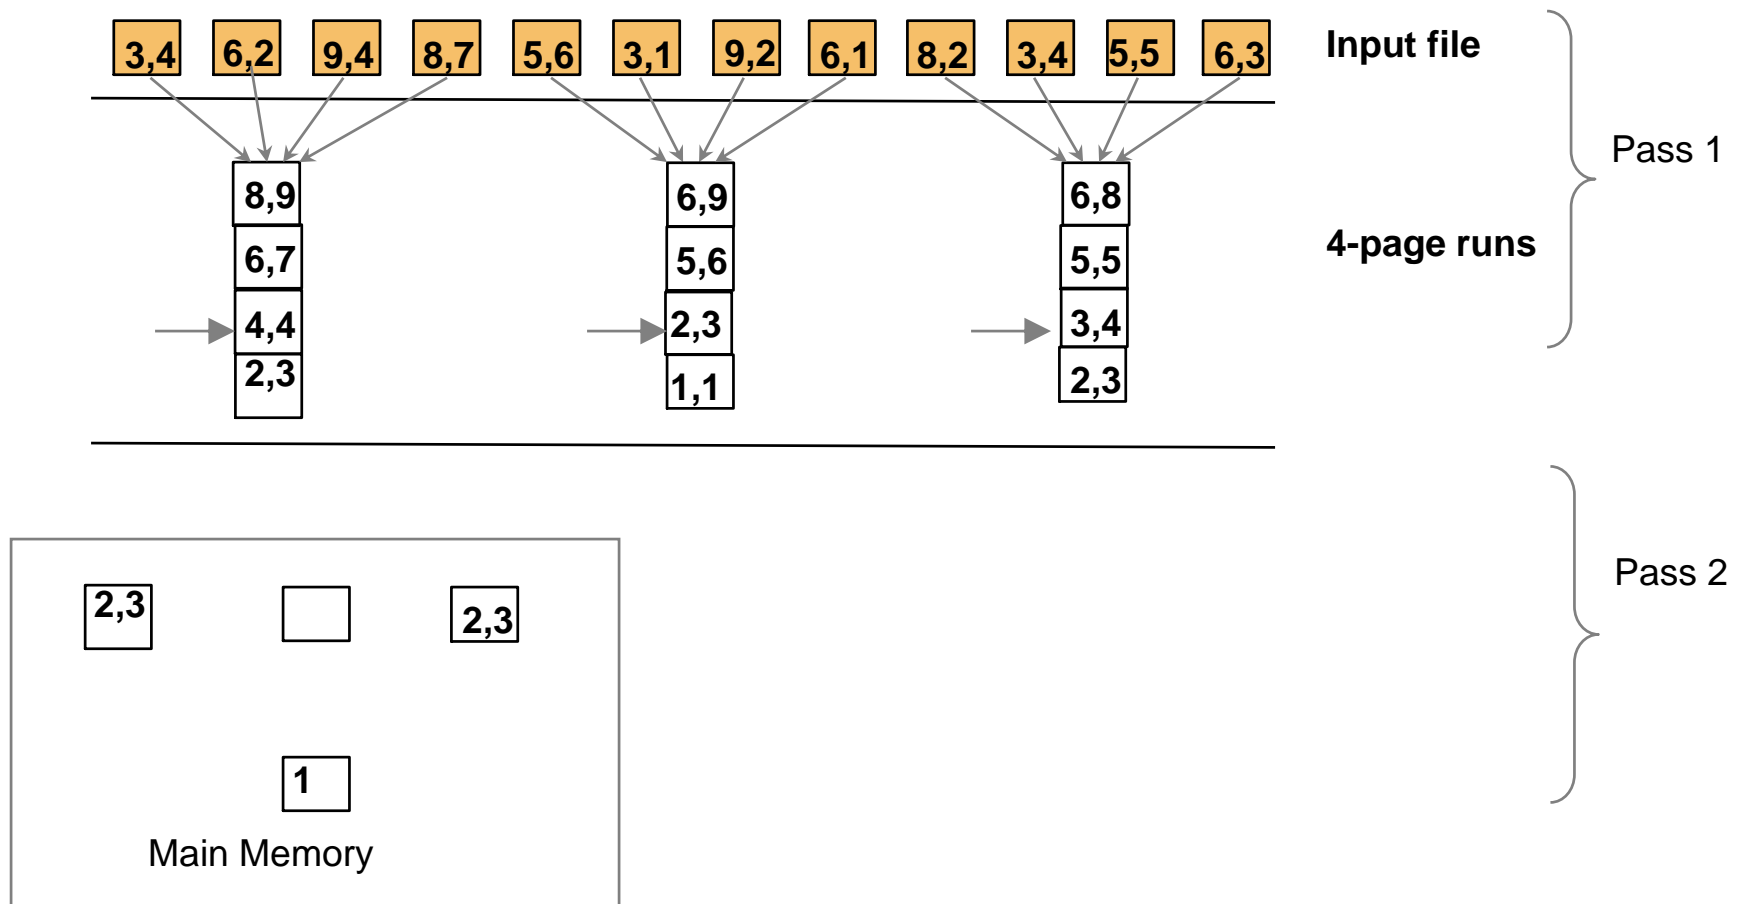 3,4 6,2 9,4 8,7 5,6 3,1 9,2 6,1 8,2 3,4 5,5 6,3 Input file
Pass 1
8,9 6,9 6,8
4-page runs
6,7 5,6 5,5
4,4 2,3 3,4
2,3 1,1 2,3
Pass 2
2,3 2,3
1
Main Memory